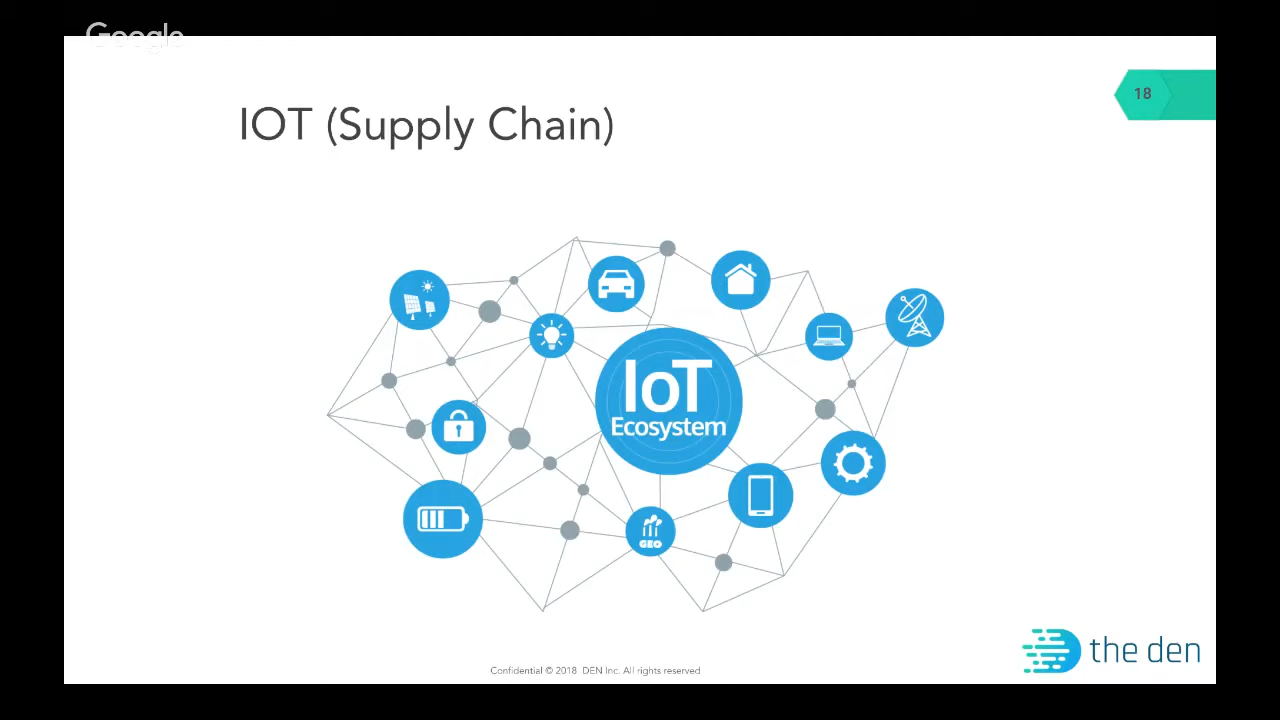 Google
18
IOT (Supply Chain)
IoT
Ecosystem
GEO
the den
Confidential © 2018 DEN Inc. All rights reserved